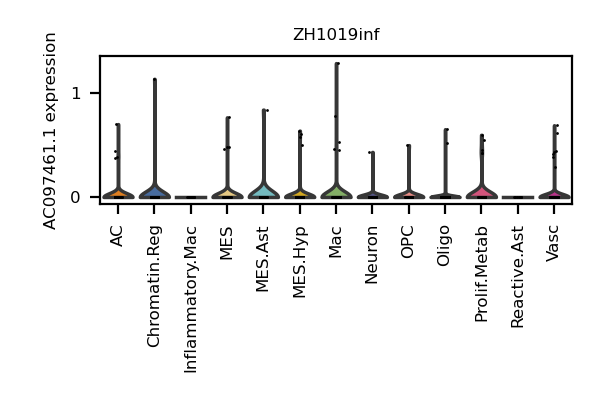 ZH1019inf
AC097461.1 expression
1
0
AC
Chromatin.Reg
Inflammatory.Mac
MES
MES.Ast
MES.Hyp
Mac
Neuron
OPC
Oligo
Prolif.Metab
Reactive.Ast
Vasc